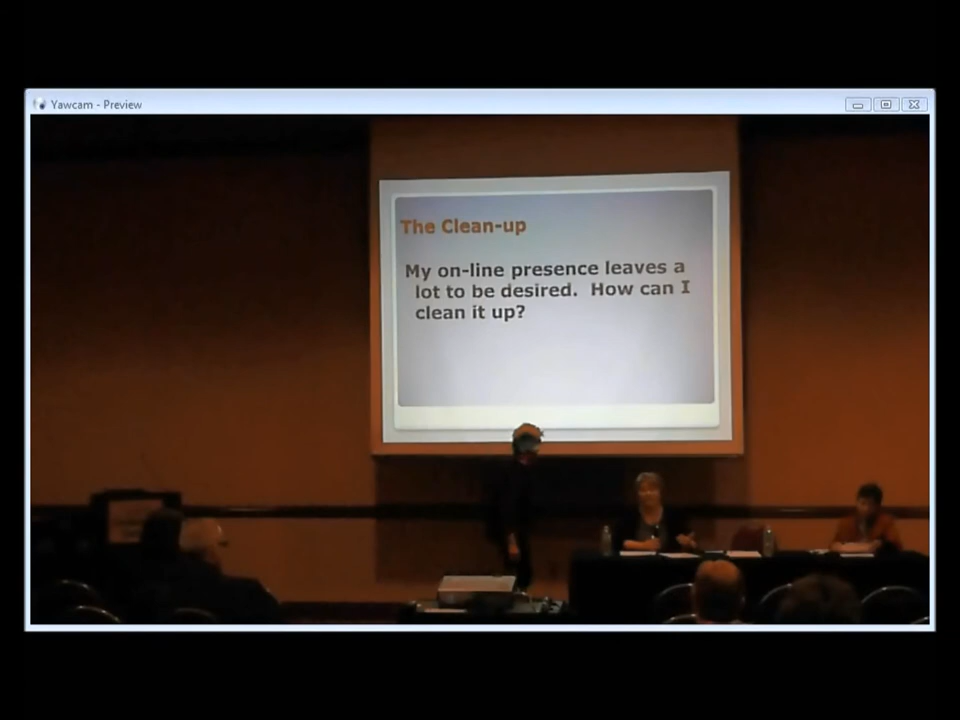 Yawcam - Preview
The Clean-up
My on-line presence leaves a
lot to be desired. How can I
clean it up?